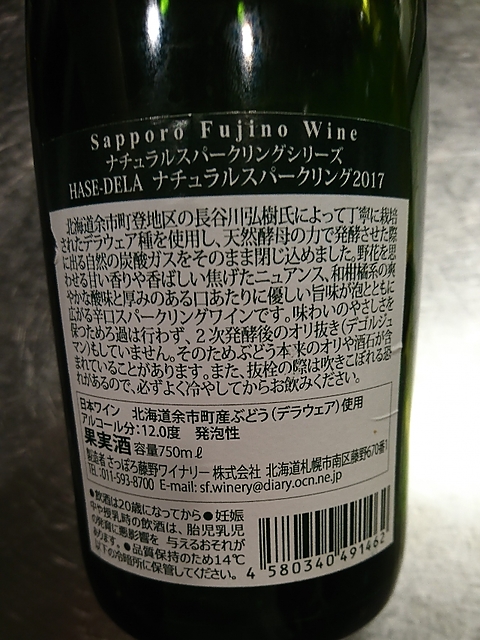 Sapporo Fujino Wine
ナチュラルスパークリングシリーズ
HASE-DELA ナチュラルスパークリング2017
北海道余市町登地区の長谷川弘樹氏によって丁寧に栽培
されたデラウェア種を使用し、天然酵母の力で発酵させた際
に出る自然の炭酸ガスをそのまま閉じ込めました。野花を思
わせる甘い香りや香ばしい焦げたニュアンス、和柑橘系の爽
やかな酸味と厚みのある口あたりに優しい旨味が泡とともに
広がる辛口スパークリングワインです。味わいのやさしさを
保つためろ過は行わず、2次発酵後のオリ抜き(デゴルジュ
マン)もしていません。そのためぶどう本来のオリや酒石が含
まれていることがあります。また、抜栓の際は吹きこぼれる恐
れがあるので、必ずよく冷やしてからお飲みください。
日本ワイン 北海道余市町産ぶどう(デラウェア)使用
アルコール分:12.0度 発泡性
果実酒 容量750mℓ
製造者 さっぽろ藤野ワイナリー 株式会社 北海道札幌市南区藤野670番1
TEL:011-593-8700 E-mail: sf.winery@diary.ocn.ne.jp
●飲酒は20歳になってから ●妊娠
中や授乳時の飲酒は、胎児乳児
の発育に悪影響を 与えるおそれが
あります。 ●品質保持のため14℃
以下の冷暗所に保管してください。
4 580340 491462